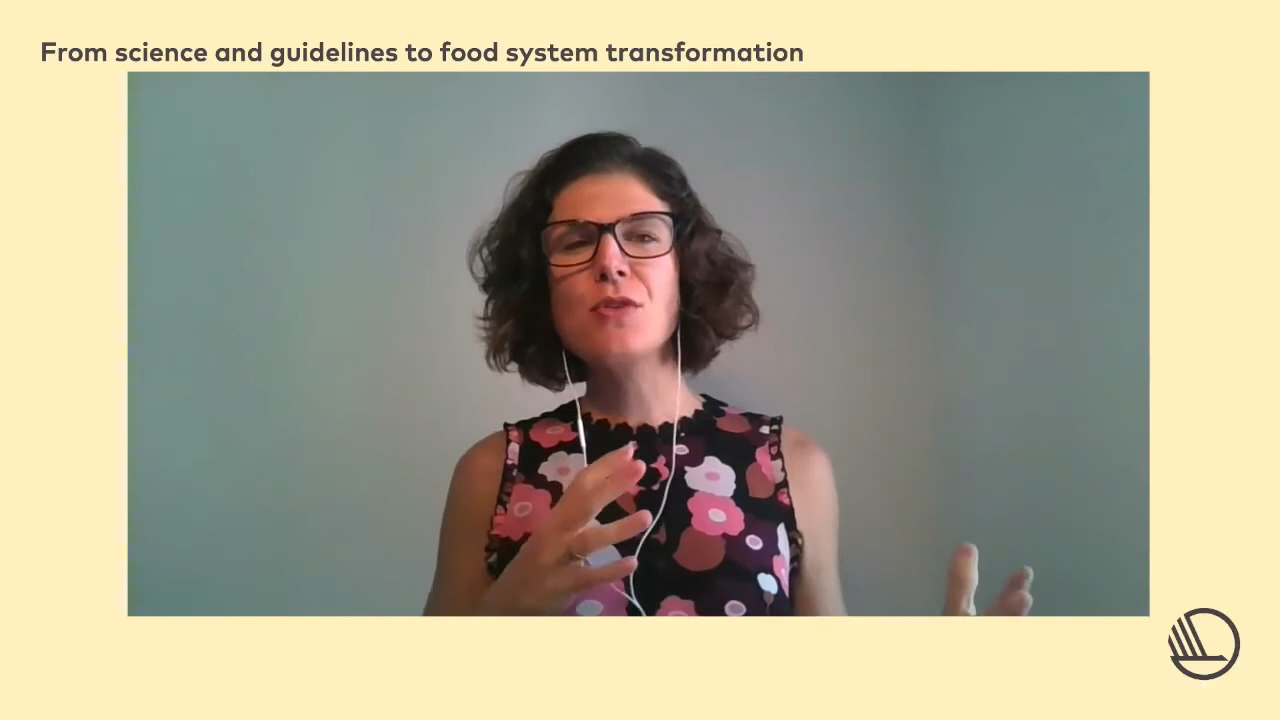 From science and guidelines to food system transformation